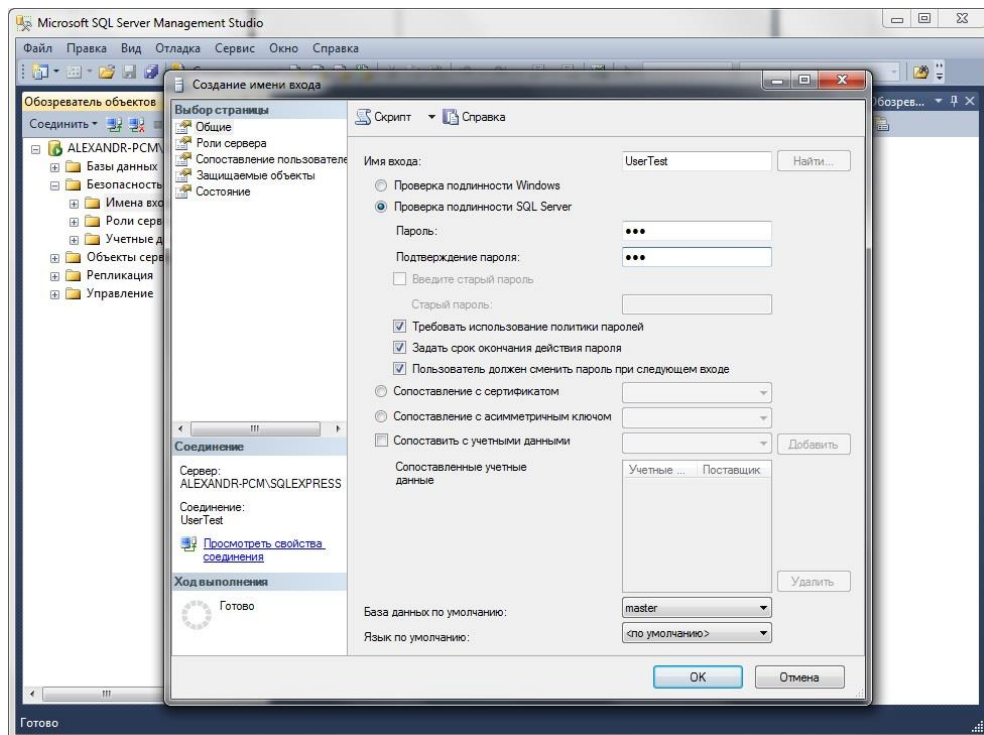 Microsoft SQL Server Management Studio
Файл Правка Вид Отладка Сервис Окно Справка
Создание имени входа
Обозреватель объектов
Соединить
ALEXANDR-PCM\
Базы данных
Безопасность
Имена вхо
Роли серв
Учетные д
Объекты серв
Репликация
Управление
Обозрев...
Выбор страницы
Общие
Роли сервера
Сопоставление пользователе
Защищаемые объекты
Состояние
Скрипт Справка
Имя входа: UserTest Найти...
Проверка подлинности Windows
Проверка подлинности SQL Server
Пароль: •••
Подтверждение пароля: •••
Введите старый пароль
Старый пароль:
Требовать использование политики паролей
Задать срок окончания действия пароля
Пользователь должен сменить пароль при следующем входе
Сопоставление с сертификатом
Сопоставление с асимметричным ключом
Сопоставить с учетными данными Добавить
Сопоставленные учетные
данные
Учетные ... Поставщик
Удалить
База данных по умолчанию: master
Язык по умолчанию: <по умолчанию>
Соединение
Сервер:
ALEXANDR-PCM\SQLEXPRESS
Соединение:
UserTest
Просмотреть свойства
соединения
Ход выполнения
Готово
OK Отмена
Готово